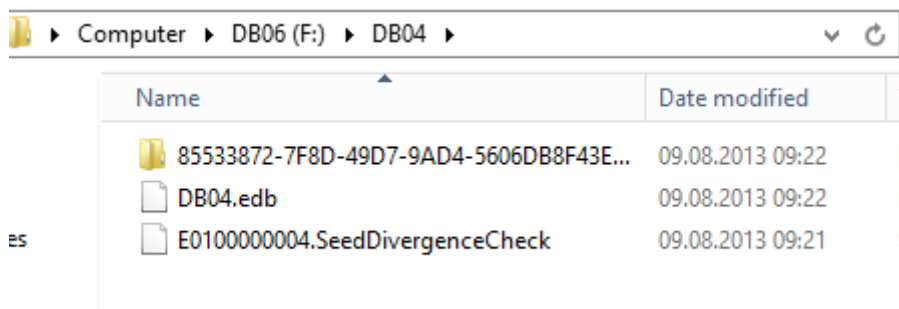 Computer DB06 (F:) DB04
Name Date modified
85533872-7F8D-49D7-9AD4-5606DB8F43E... 09.08.2013 09:22
DB04.edb 09.08.2013 09:22
es E0100000004.SeedDivergenceCheck 09.08.2013 09:21